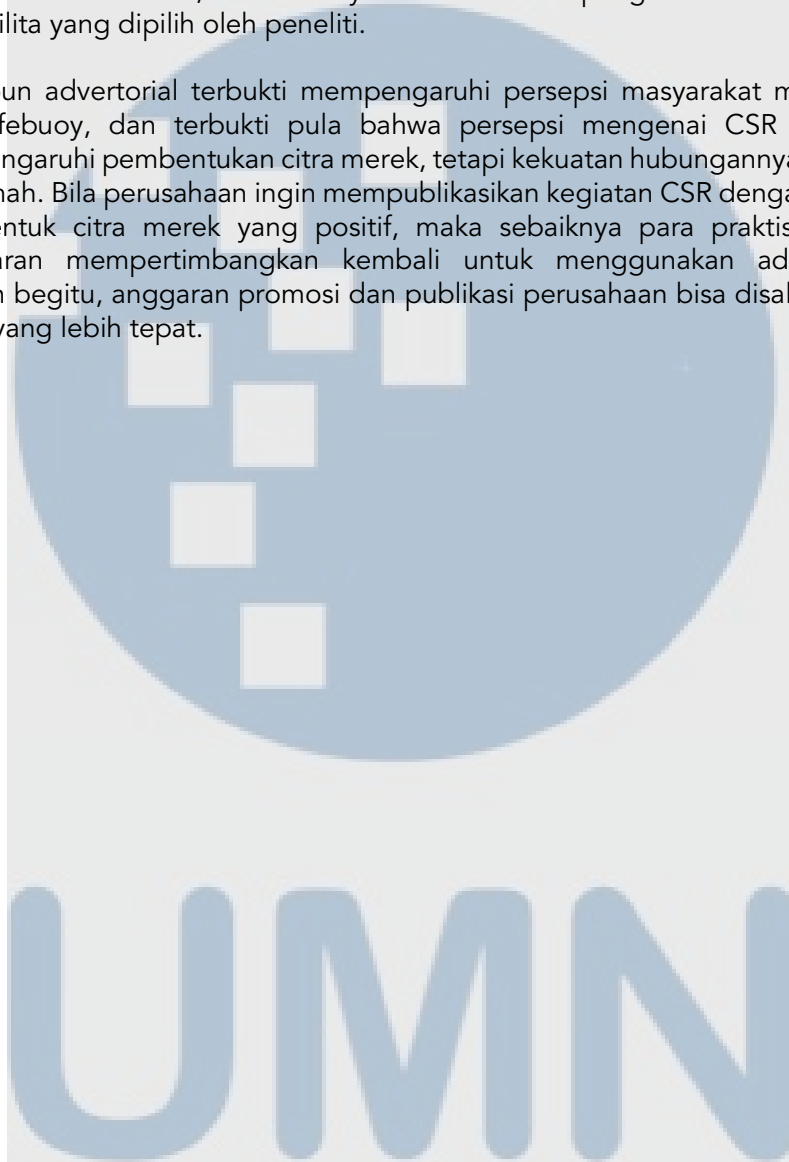 ilita yang dipilih oleh peneliti.
un advertorial terbukti mempengaruhi persepsi masyarakat m
febuoy, dan terbukti pula bahwa persepsi mengenai CSR
ngaruhi pembentukan citra merek, tetapi kekuatan hubungannya
nah. Bila perusahaan ingin mempublikasikan kegiatan CSR denga
entuk citra merek yang positif, maka sebaiknya para praktis
aran mempertimbangkan kembali untuk menggunakan ad
n begitu, anggaran promosi dan publikasi perusahaan bisa disal
yang lebih tepat.
UMN